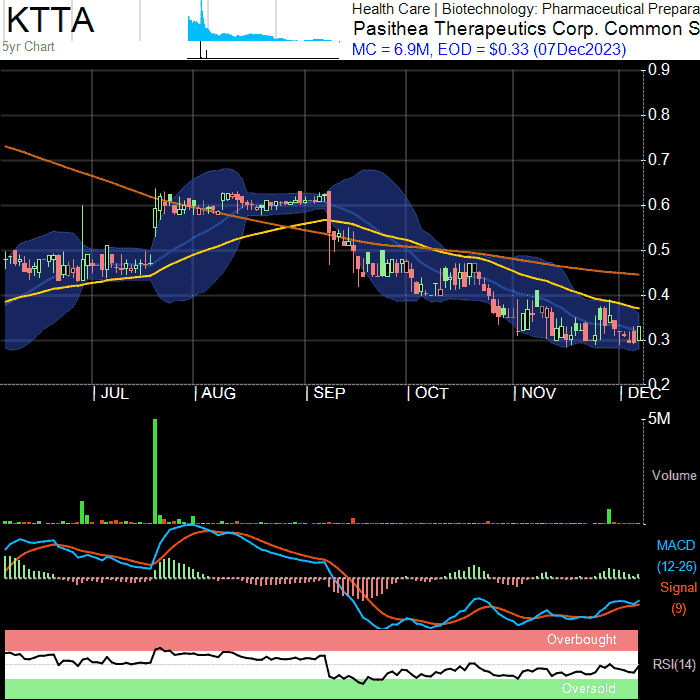 KTTA
5yr Chart
Health Care | Biotechnology: Pharmaceutical Prepara
Pasithea Therapeutics Corp. Common S
MC = 6.9M, EOD = $0.33 (07Dec2023)
0.9
0.8
0.7
0.6
0.5
0.4
0.3
0.2
| JUL | AUG | SEP | OCT | NOV | DEC
5M
Volume
MACD
(12-26)
Signal
(9)
Overbought
RSI(14)
Oversold